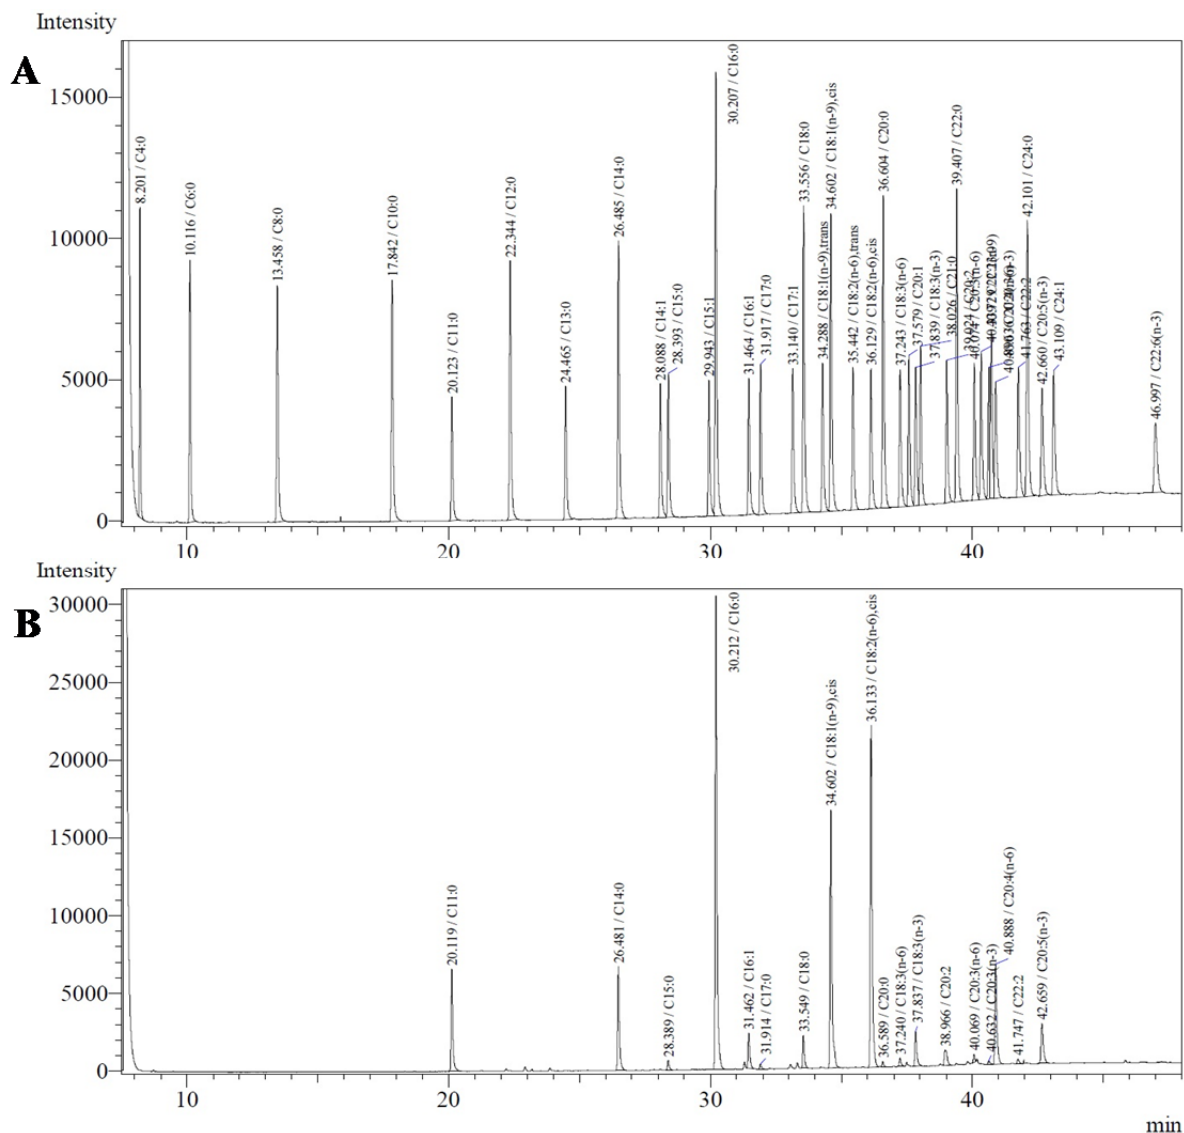 Intensity
A
15000
10000
5000
0
8.201 / C4:0
10.116 / C6:0
13.458 / C8:0
17.842 / C10:0
20.123 / C11:0
22.344 / C12:0
24.465 / C13:0
26.485 / C14:0
28.088 / C14:1
28.393 / C15:0
29.943 / C15:1
30.207 / C16:0
31.464 / C16:1
31.917 / C17:0
33.140 / C17:1
33.556 / C18:0
34.288 / C18:1(n-9),trans
34.602 / C18:1(n-9),cis
35.442 / C18:2(n-6),trans
36.129 / C18:2(n-6),cis
36.604 / C20:0
37.243 / C18:3(n-6)
37.579 / C20:1
37.839 / C18:3(n-3)
38.026 / C21:0
39.407 / C22:0
41.763 / C22:2
42.101 / C24:0
42.660 / C20:5(n-3)
43.109 / C24:1
46.997 / C22:6(n-3)
10
20
30
40
Intensity
B
30000
25000
20000
15000
10000
5000
0
20.119 / C11:0
26.481 / C14:0
28.389 / C15:0
30.212 / C16:0
31.462 / C16:1
31.914 / C17:0
33.549 / C18:0
34.602 / C18:1(n-9),cis
36.133 / C18:2(n-6),cis
36.589 / C20:0
37.240 / C18:3(n-6)
37.837 / C18:3(n-3)
38.966 / C20:2
40.069 / C20:3(n-6)
40.632 / C20:3(n-3)
40.888 / C20:4(n-6)
41.747 / C22:2
42.659 / C20:5(n-3)
10
20
30
40
min